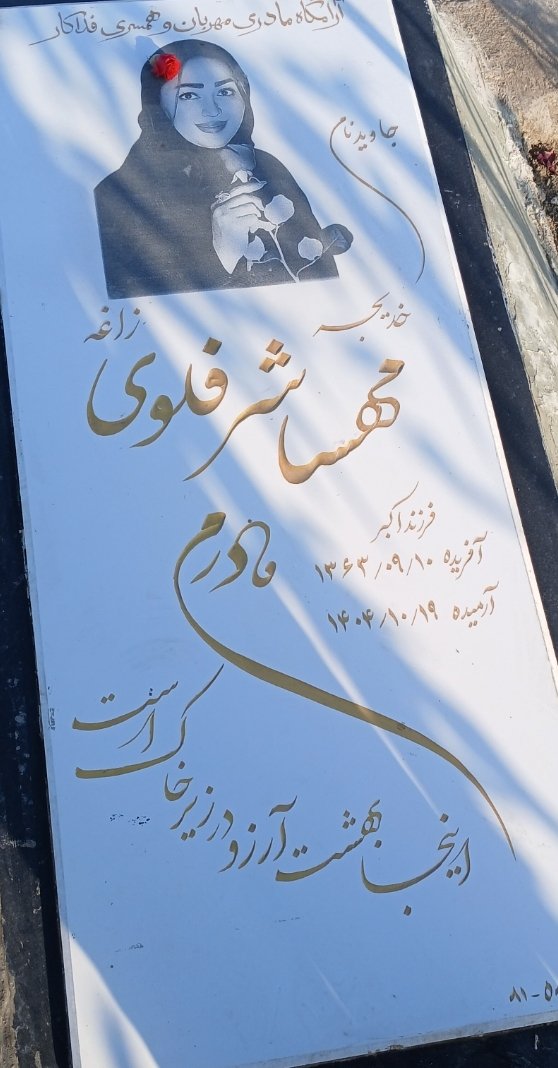 آرامگاه مادری مهربان و همسری فداکار
جاویدنام
خدیجه زاغه
مهسا شرفلوی
فرزند اکبر
آفریده ۱۳۶۳/۰۹/۱۰
آرمیده ۱۴۰۴/۱۰/۱۹
مادرم
اینجا بهشت آرزو در زیر خاک است